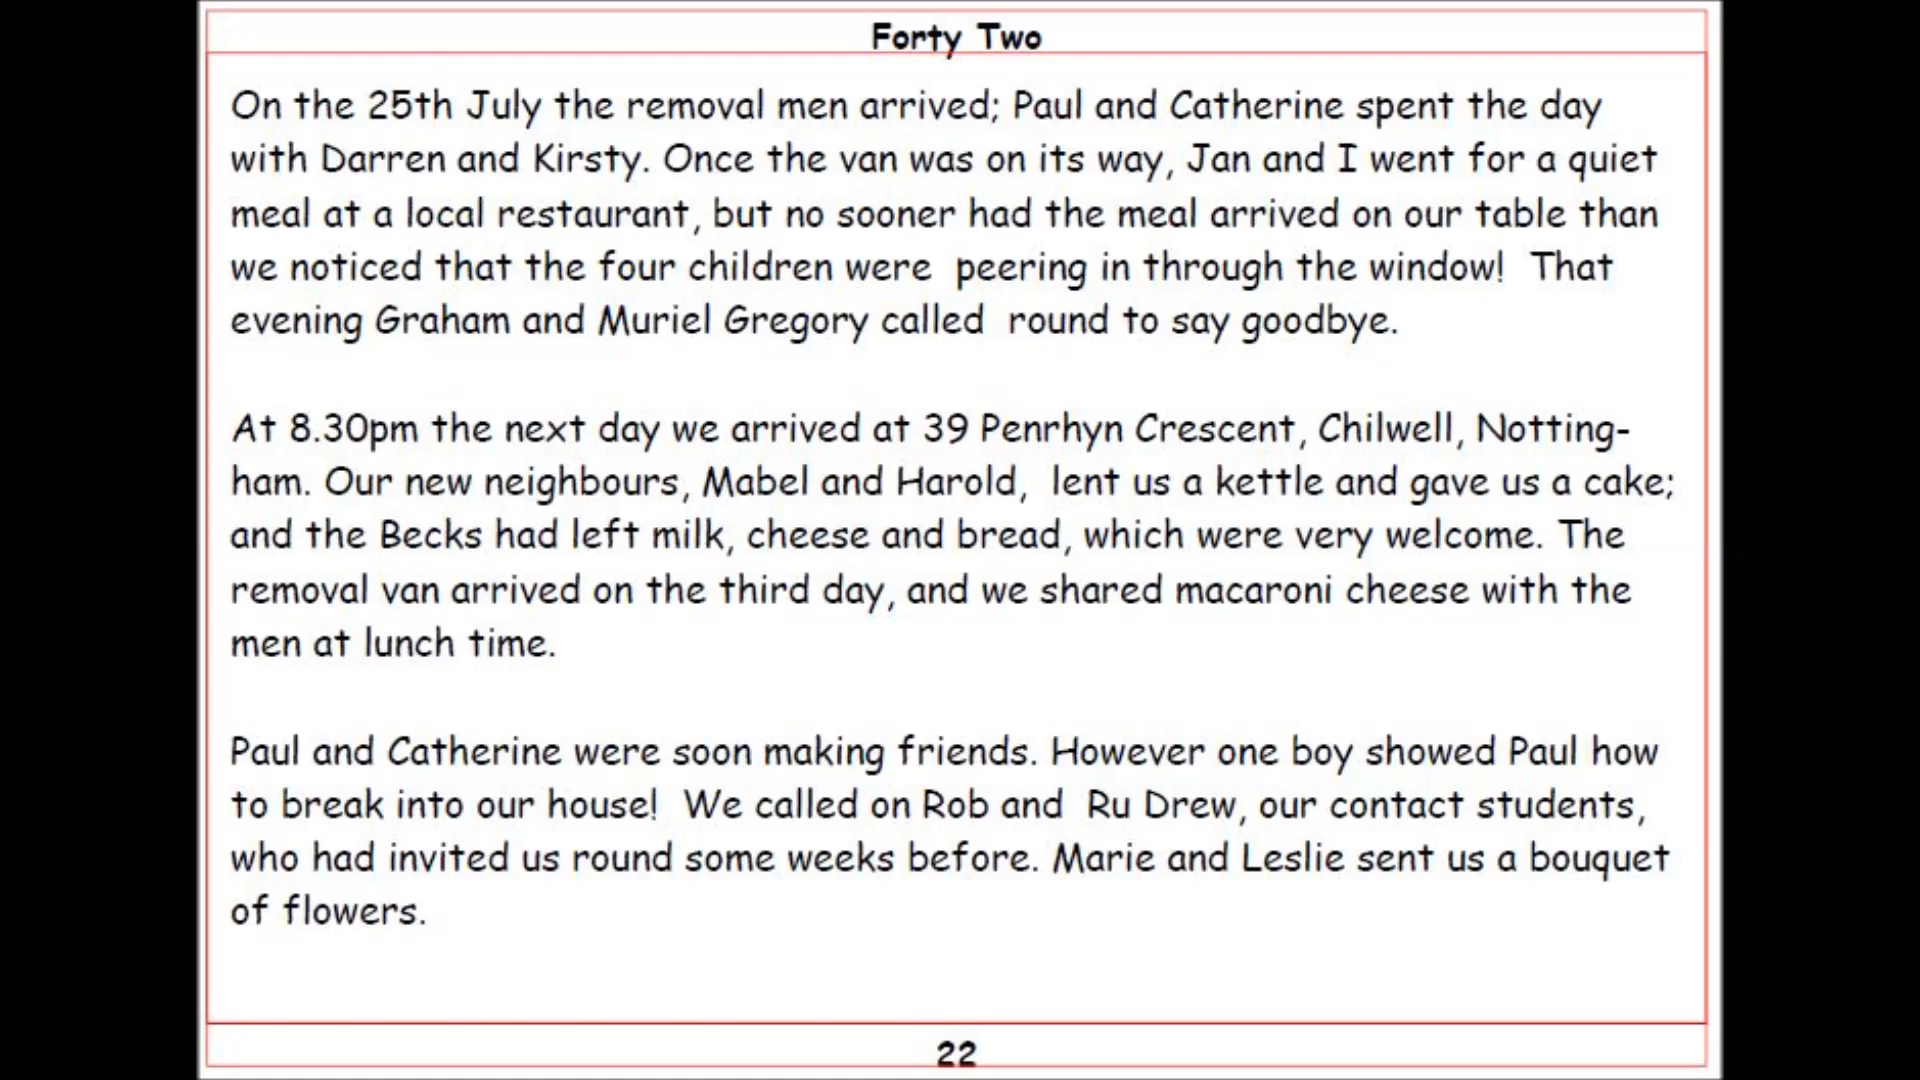 Forty Two
On the 25th July the removal men arrived; Paul and Catherine spent the day
with Darren and Kirsty. Once the van was on its way, Jan and I went for a quiet
meal at a local restaurant, but no sooner had the meal arrived on our table than
we noticed that the four children were  peering in through the window!  That
evening Graham and Muriel Gregory called  round to say goodbye.
At 8.30pm the next day we arrived at 39 Penrhyn Crescent, Chilwell, Notting-
ham. Our new neighbours, Mabel and Harold,  lent us a kettle and gave us a cake;
and the Becks had left milk, cheese and bread, which were very welcome. The
removal van arrived on the third day, and we shared macaroni cheese with the
men at lunch time.
Paul and Catherine were soon making friends. However one boy showed Paul how
to break into our house!  We called on Rob and  Ru Drew, our contact students,
who had invited us round some weeks before. Marie and Leslie sent us a bouquet
of flowers.
22